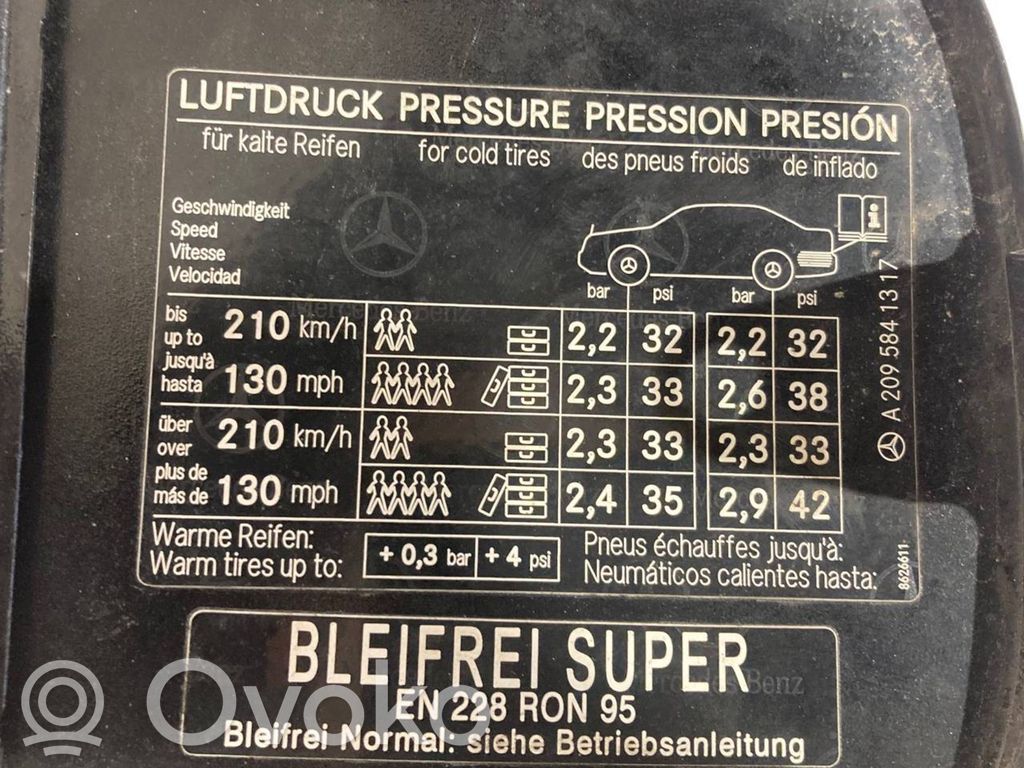 LUFTDRUCK PRESSURE PRESSION PRESIÓN
für kalte Reifen for cold tires des pneus froids de inflado
Geschwindigkeit
Speed
Vitesse
Velocidad
bar psi bar psi
bis
up to
jusqu'à
hasta
210 km/h
130 mph
2,2 32 2,2 32
2,3 33 2,6 38
über
over
plus de
más de
210 km/h
130 mph
2,3 33 2,3 33
2,4 35 2,9 42
Warme Reifen:
Warm tires up to:
+ 0,3 bar + 4 psi
Pneus échauffes jusqu'à:
Neumáticos calientes hasta:
A 209 584 13 17
8626611
BLEIFREI SUPER
EN 228 RON 95
Bleifrei Normal: siehe Betriebsanleitung
Ovoko
Mercedes-Benz